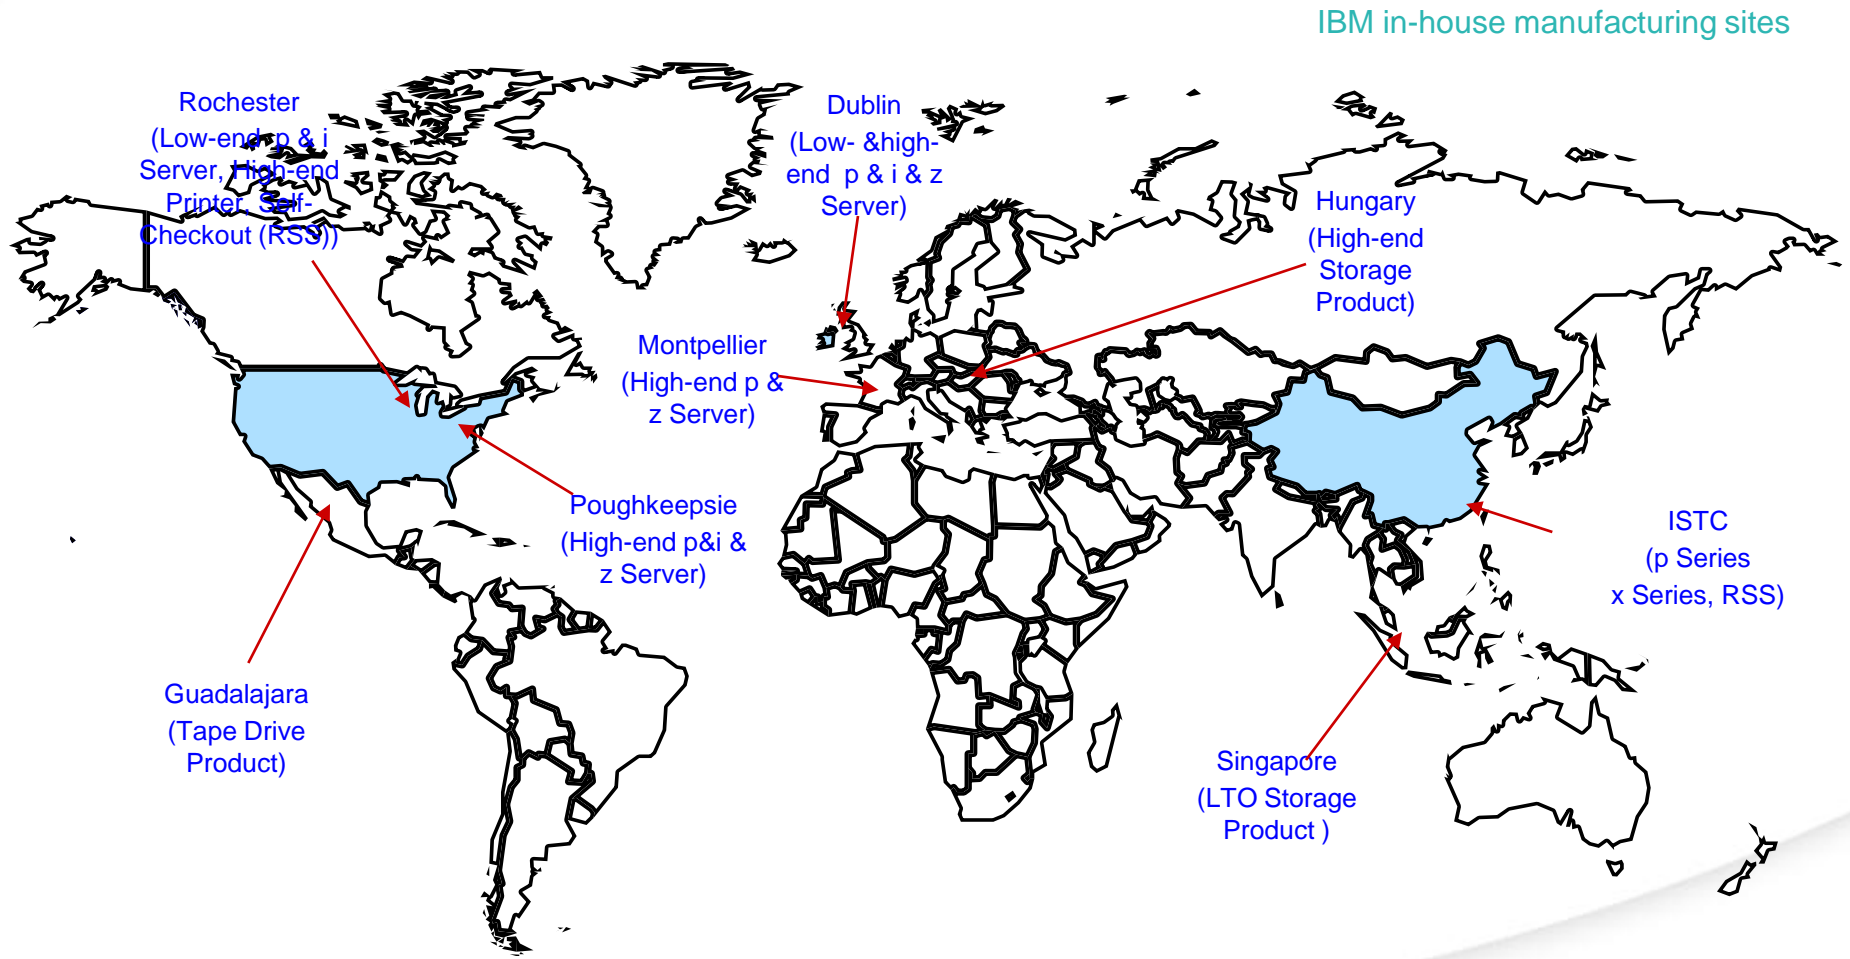 IBM in-house manufacturing sites
Rochester
(Low-end p & i
Server, High-end
Printer, Self-
Checkout (RSS))
Dublin
(Low- &high-
end p & i & z
Server)
Hungary
(High-end
Storage
Product)
Montpellier
(High-end p &
z Server)
Poughkeepsie
(High-end p&i &
z Server)
ISTC
(p Series
x Series, RSS)
Guadalajara
(Tape Drive
Product)
Singapore
(LTO Storage
Product )